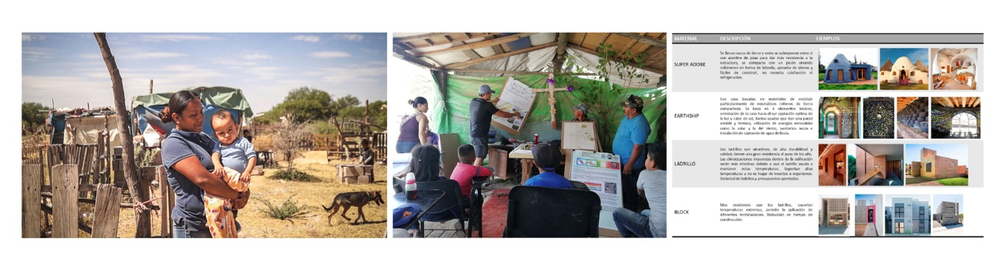 MATERIAL DESCRIPCIÓN EJEMPLOS
SUPER ADOBE
Se llenan sacos de tierra y estos se sobreponen entre si
con alambre de púas para dar más resistencia a la
estructura, se compacta con un pisón creando
volúmenes en forma de bóveda, aprueba de sismos y
fáciles de construir, no necesita calefacción ni
refrigeración.
EARTHSHIP
Son casa basadas en materiales de reciclaje
particularmente de neumáticos rellenos de tierra
compactada. Se basa en 6 elementos básicos,
orientación de la casa hacia el sur captación optima de
la luz y calor de sol, llantas usadas que dan una pared
estable y térmica, utilización de energías renovables
como la solar y la del viento, sanitarios secos e
instalación de captación de agua de lluvia.
LADRILLO
Los ladrillos son atractivos, de alta durabilidad y
calidad, tienen una gran resistencia al paso de los año.
Las climatizaciones impuestas dentro de la edificación
serán más efectivas debido a que el ladrillo ayuda a
mantener estas temperaturas. Soportan altas
temperaturas y no es hogar de insectos u organismos.
Variedad de ladrillos y presupuestos apretados.
BLOCK
Mas resistentes que los ladrillos, soportan
temperaturas extremas, permite la aplicación de
diferentes terminaciones. Reducción en tiempo de
construcción.